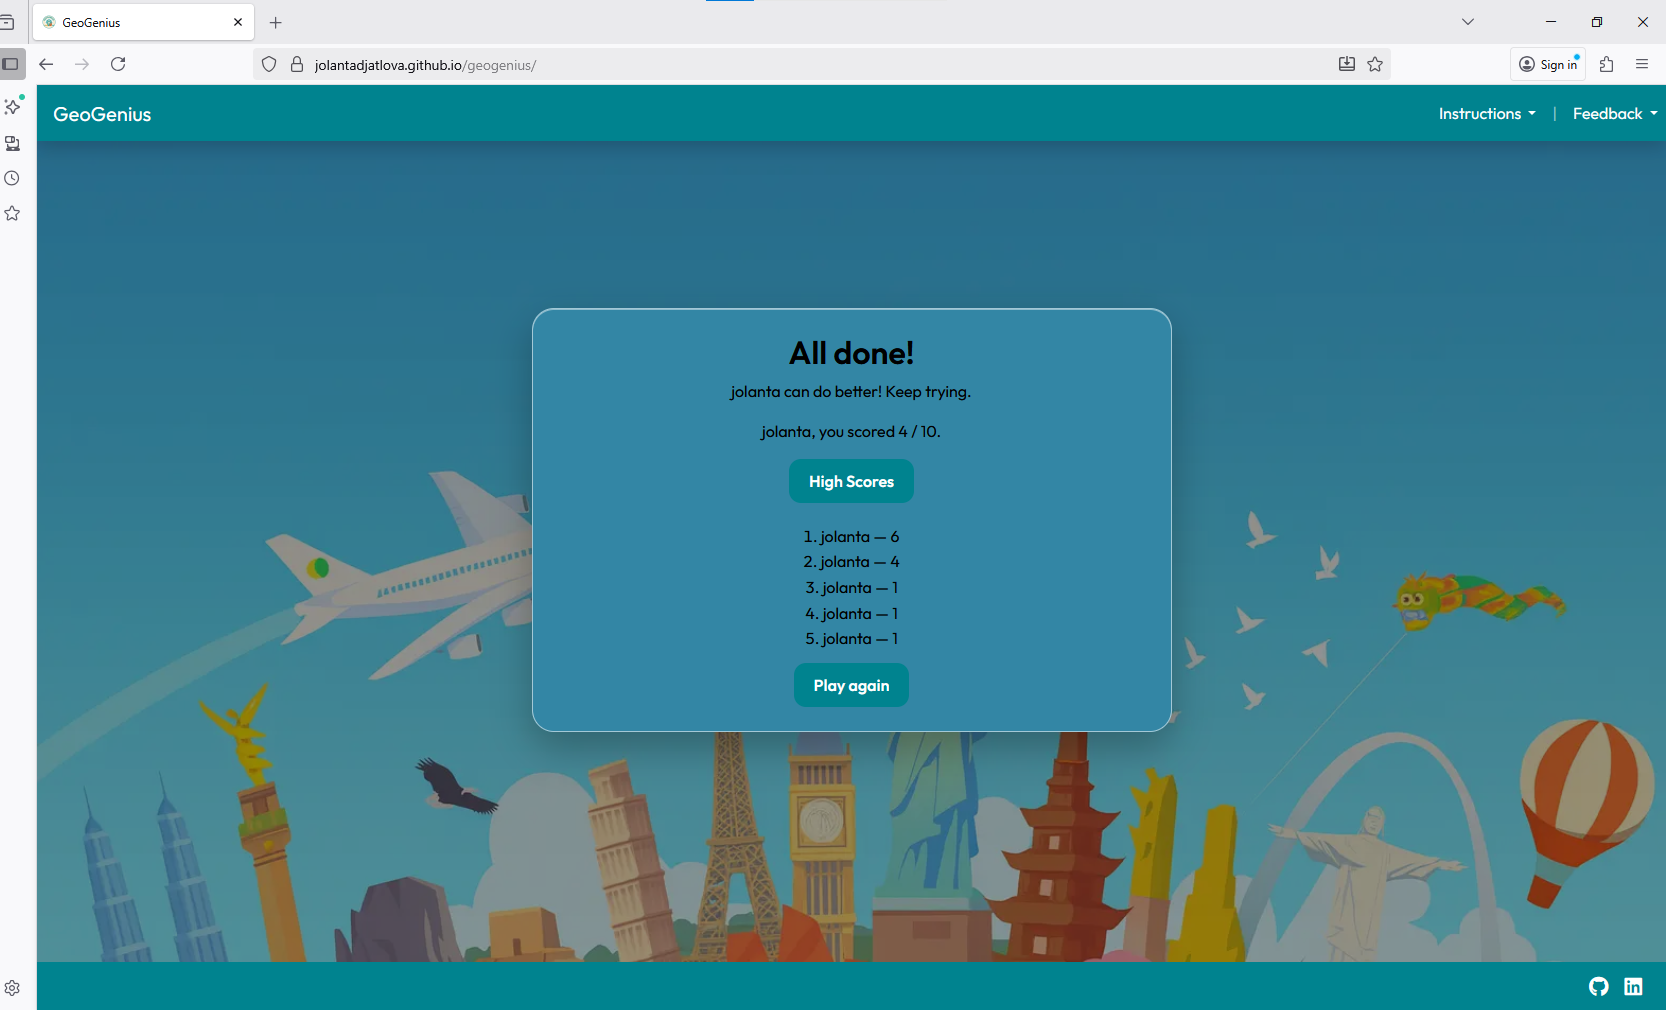 GeoGenius
Sign in
jolantadjatlova.github.io/geogenius/
GeoGenius
Instructions
|
Feedback
All done!
jolanta can do better! Keep trying.
jolanta, you scored 4 / 10.
High Scores
1. jolanta — 6
2. jolanta — 4
3. jolanta — 1
4. jolanta — 1
5. jolanta — 1
Play again
in